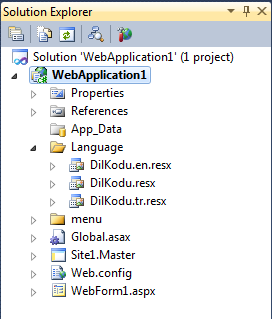 Solution Explorer
Solution 'WebApplication1' (1 project)
WebApplication1
Properties
References
App_Data
Language
DilKodu.en.resx
DilKodu.resx
DilKodu.tr.resx
menu
Global.asax
Site1.Master
Web.config
WebForm1.aspx